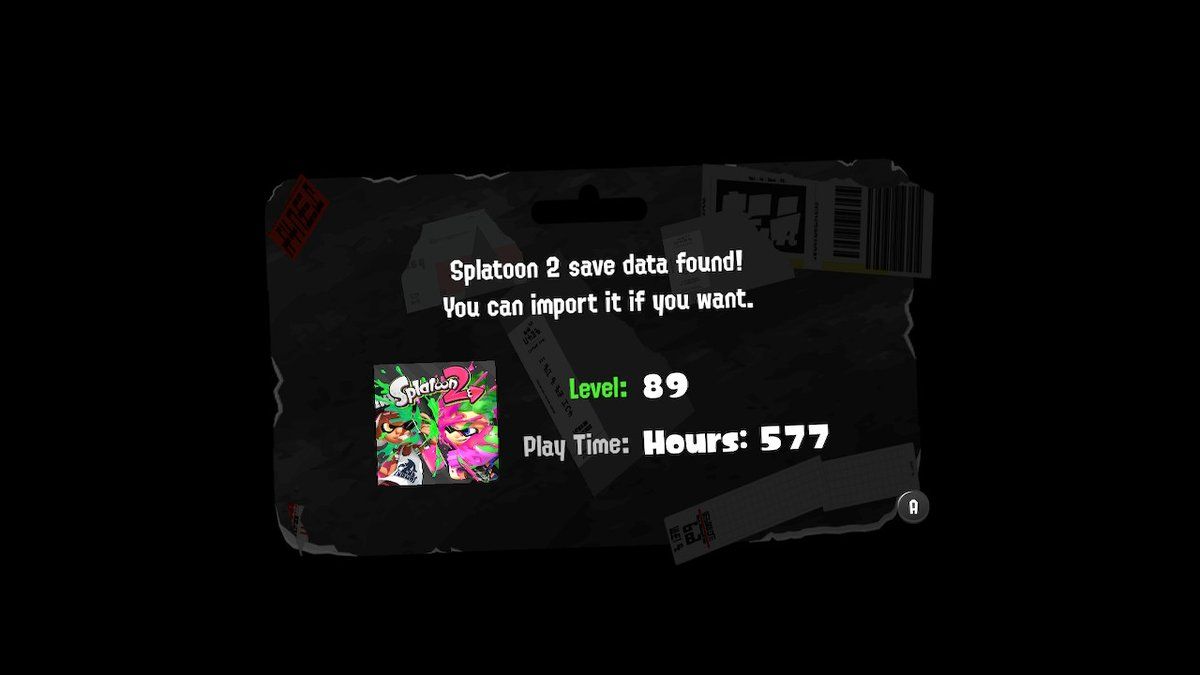 Splatoon 2 save data found!
You can import it if you want.
Splatoon 2
Level: 89
Play Time: Hours: 577
A